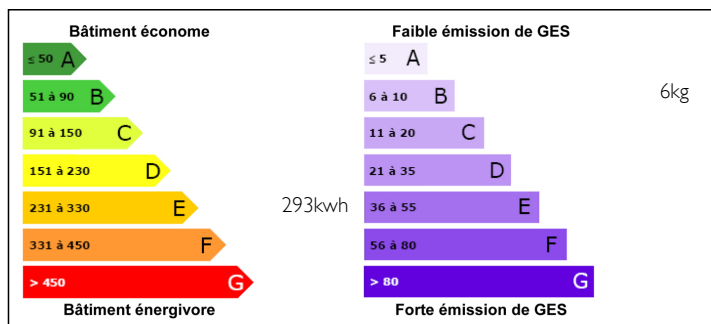 Bâtiment économe
≤ 50 A
51 à 90 B
91 à 150 C
151 à 230 D
231 à 330 E
293kwh
331 à 450 F
> 450 G
Bâtiment énergivore
Faible émission de GES
≤ 5 A
6 à 10 B
6kg
11 à 20 C
21 à 35 D
36 à 55 E
56 à 80 F
> 80 G
Forte émission de GES